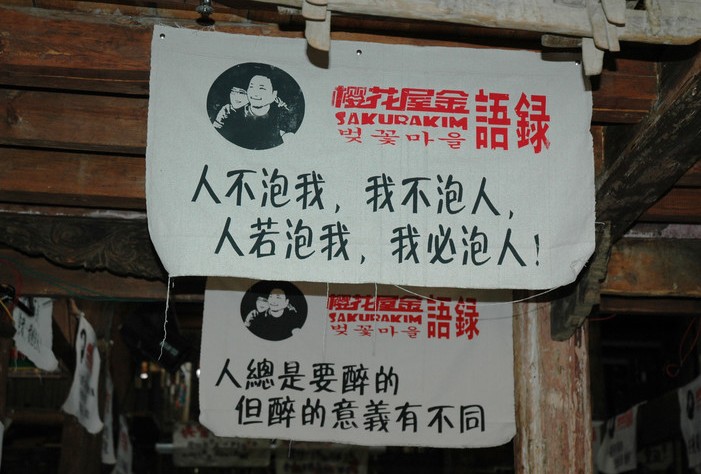 樱花屋金
SAKURAKIM
벚꽃마을
語録
人不泡我，我不泡人，
人若泡我，我必泡人！
樱花屋金
SAKURAKIM
벚꽃마을
語録
人總是要醉的
但醉的意義有不同